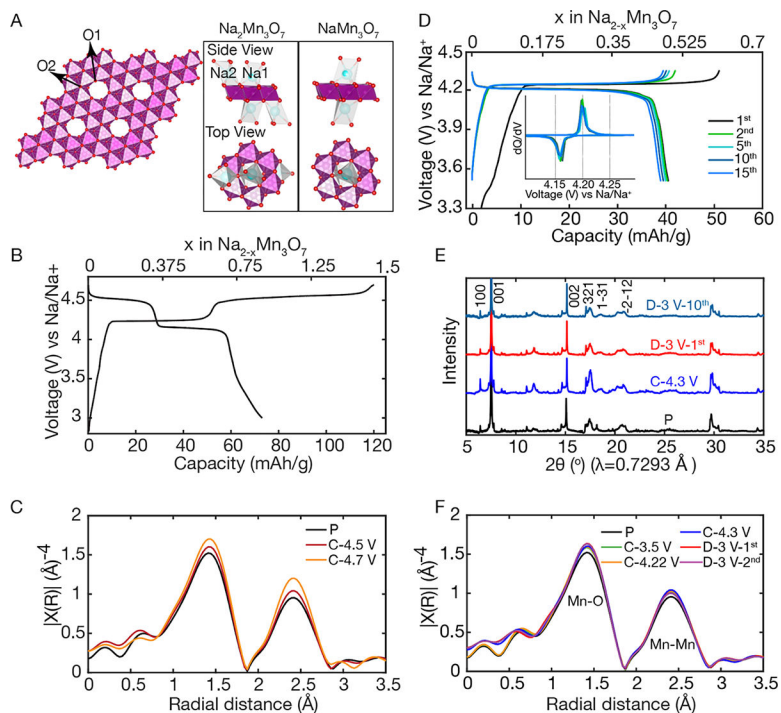 A
O1
O2
Na₂Mn₃O₇
NaMn₃O₇
Side View
Na2 Na1
Top View
B
x in Na₂₋ₓMn₃O₇
0 0.375 0.75 1.25 1.5
Voltage (V) vs Na/Na+
4.5
4
3.5
3
0 20 40 60 80 100 120
Capacity (mAh/g)
C
|X(R)| (Å)⁻⁴
2
1.5
1
0.5
0
P
C-4.5 V
C-4.7 V
0 0.5 1 1.5 2 2.5 3 3.5
Radial distance (Å)
D
x in Na₂₋ₓMn₃O₇
0 0.175 0.35 0.525 0.7
Voltage (V) vs Na/Na⁺
4.5
4.2
3.9
3.6
3.3
1ˢᵗ
2ⁿᵈ
5ᵗʰ
10ᵗʰ
15ᵗʰ
dQ/dV
4.15 4.20 4.25
Voltage (V) vs Na/Na⁺
0 10 20 30 40 50 60
Capacity (mAh/g)
E
Intensity
100
001
002
-321
1-31
-2-12
D-3 V-10ᵗʰ
D-3 V-1ˢᵗ
C-4.3 V
P
5 10 15 20 25 30 35
2θ (º) (λ=0.7293 Å)
F
|X(R)| (Å)⁻⁴
2
1.5
1
0.5
0
P
C-3.5 V
C-4.22 V
C-4.3 V
D-3 V-1ˢᵗ
D-3 V-2ⁿᵈ
Mn-O
Mn-Mn
0 0.5 1 1.5 2 2.5 3 3.5
Radial distance (Å)